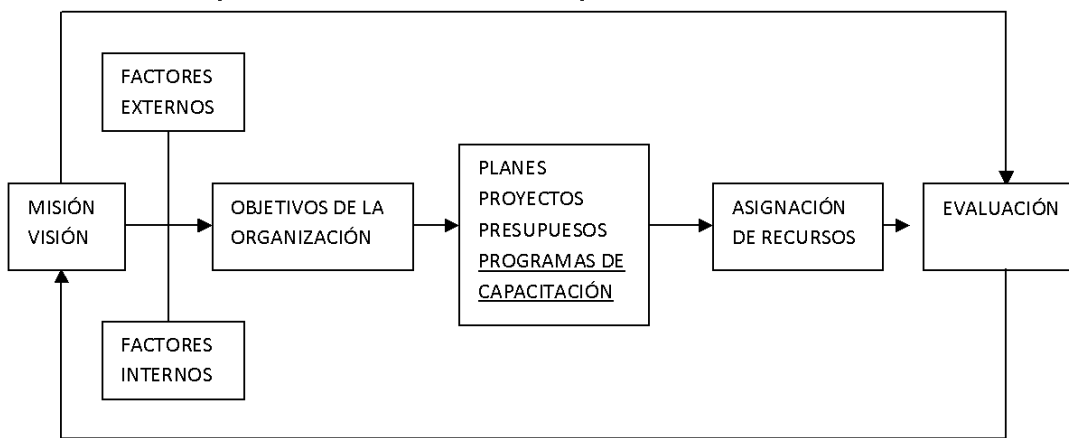 FACTORES
EXTERNOS
MISIÓN
VISIÓN
OBJETIVOS DE LA
ORGANIZACIÓN
PLANES
PROYECTOS
PRESUPUESOS
PROGRAMAS DE
CAPACITACIÓN
ASIGNACIÓN
DE RECURSOS
EVALUACIÓN
FACTORES
INTERNOS